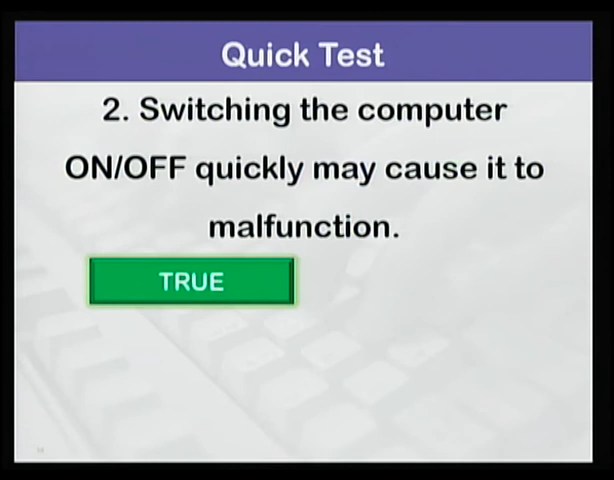 Quick Test
2. Switching the computer
ON/OFF quickly may cause it to
malfunction.
TRUE